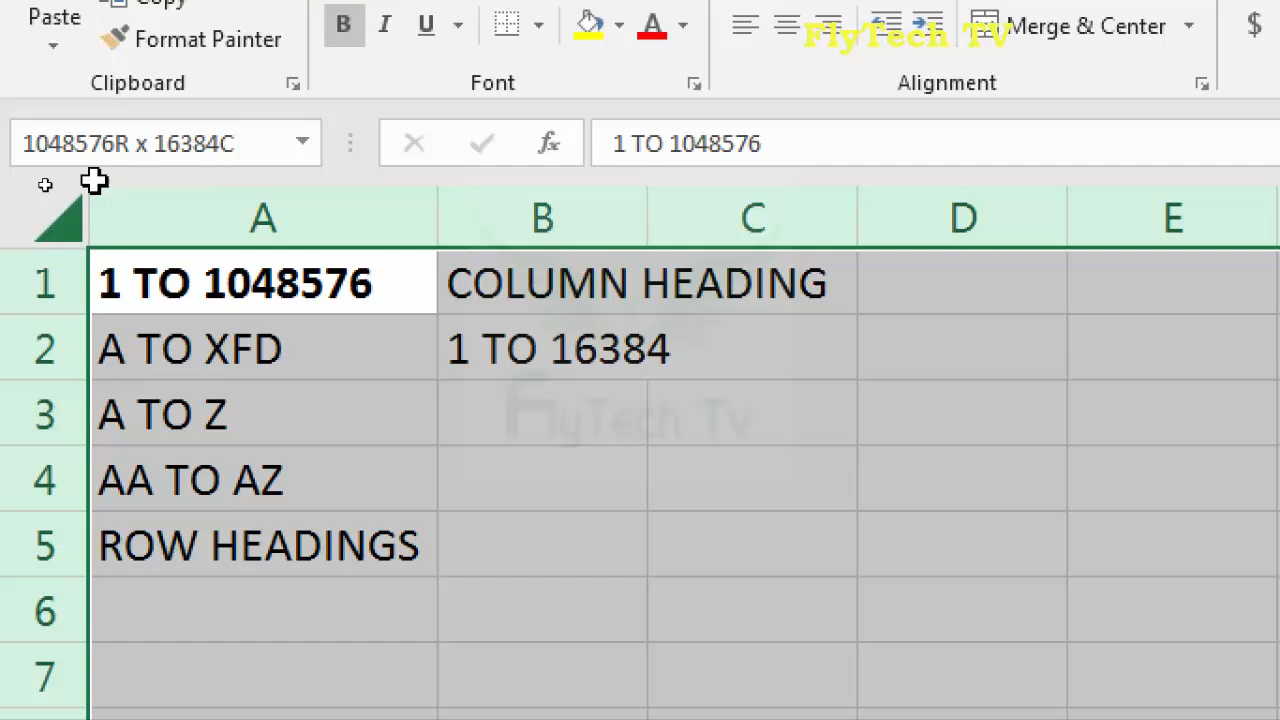 Paste
Copy
Format Painter
Clipboard
B I U
A
Font
Merge & Center
Alignment
$
FlyTech TV
1048576R x 16384C
fx
1 TO 1048576
A B C D E
1 1 TO 1048576 COLUMN HEADING
2 A TO XFD 1 TO 16384
3 A TO Z
4 AA TO AZ
5 ROW HEADINGS
6
7
FlyTech Tv